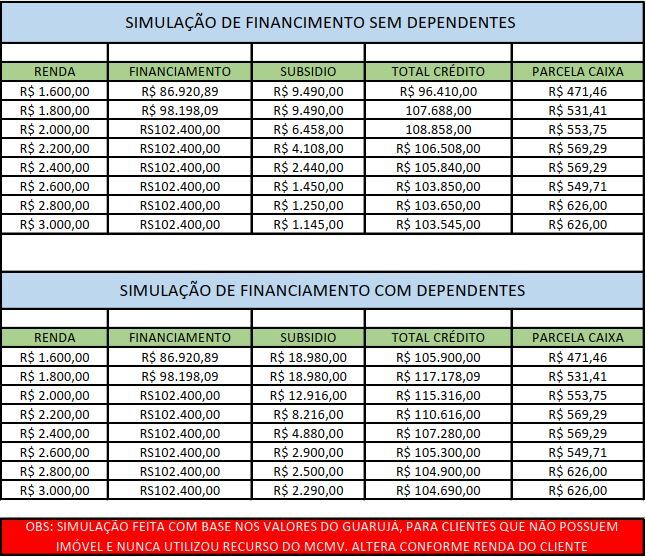 SIMULAÇÃO DE FINANCIMENTO SEM DEPENDENTES
RENDA FINANCIAMENTO SUBSIDIO TOTAL CRÉDITO PARCELA CAIXA
R$ 1.600,00 R$ 86.920,89 R$ 9.490,00 R$ 96.410,00 R$ 471,46
R$ 1.800,00 R$ 98.198,09 R$ 9.490,00 107.688,00 R$ 531,41
R$ 2.000,00 RS102.400,00 R$ 6.458,00 108.858,00 R$ 553,75
R$ 2.200,00 RS102.400,00 R$ 4.108,00 R$ 106.508,00 R$ 569,29
R$ 2.400,00 RS102.400,00 R$ 2.440,00 R$ 105.840,00 R$ 569,29
R$ 2.600,00 RS102.400,00 R$ 1.450,00 R$ 103.850,00 R$ 549,71
R$ 2.800,00 RS102.400,00 R$ 1.250,00 R$ 103.650,00 R$ 626,00
R$ 3.000,00 RS102.400,00 R$ 1.145,00 R$ 103.545,00 R$ 626,00
SIMULAÇÃO DE FINANCIAMENTO COM DEPENDENTES
RENDA FINANCIAMENTO SUBSIDIO TOTAL CRÉDITO PARCELA CAIXA
R$ 1.600,00 R$ 86.920,89 R$ 18.980,00 R$ 105.900,00 R$ 471,46
R$ 1.800,00 R$ 98.198,09 R$ 18.980,00 R$ 117.178,09 R$ 531,41
R$ 2.000,00 RS102.400,00 R$ 12.916,00 R$ 115.316,00 R$ 553,75
R$ 2.200,00 RS102.400,00 R$ 8.216,00 R$ 110.616,00 R$ 569,29
R$ 2.400,00 RS102.400,00 R$ 4.880,00 R$ 107.280,00 R$ 569,29
R$ 2.600,00 RS102.400,00 R$ 2.900,00 R$ 105.300,00 R$ 549,71
R$ 2.800,00 RS102.400,00 R$ 2.500,00 R$ 104.900,00 R$ 626,00
R$ 3.000,00 RS102.400,00 R$ 2.290,00 R$ 104.690,00 R$ 626,00
OBS: SIMULAÇÃO FEITA COM BASE NOS VALORES DO GUARUJÁ, PARA CLIENTES QUE NÃO POSSUEM
IMÓVEL E NUNCA UTILIZOU RECURSO DO MCMV. ALTERA CONFORME RENDA DO CLIENTE